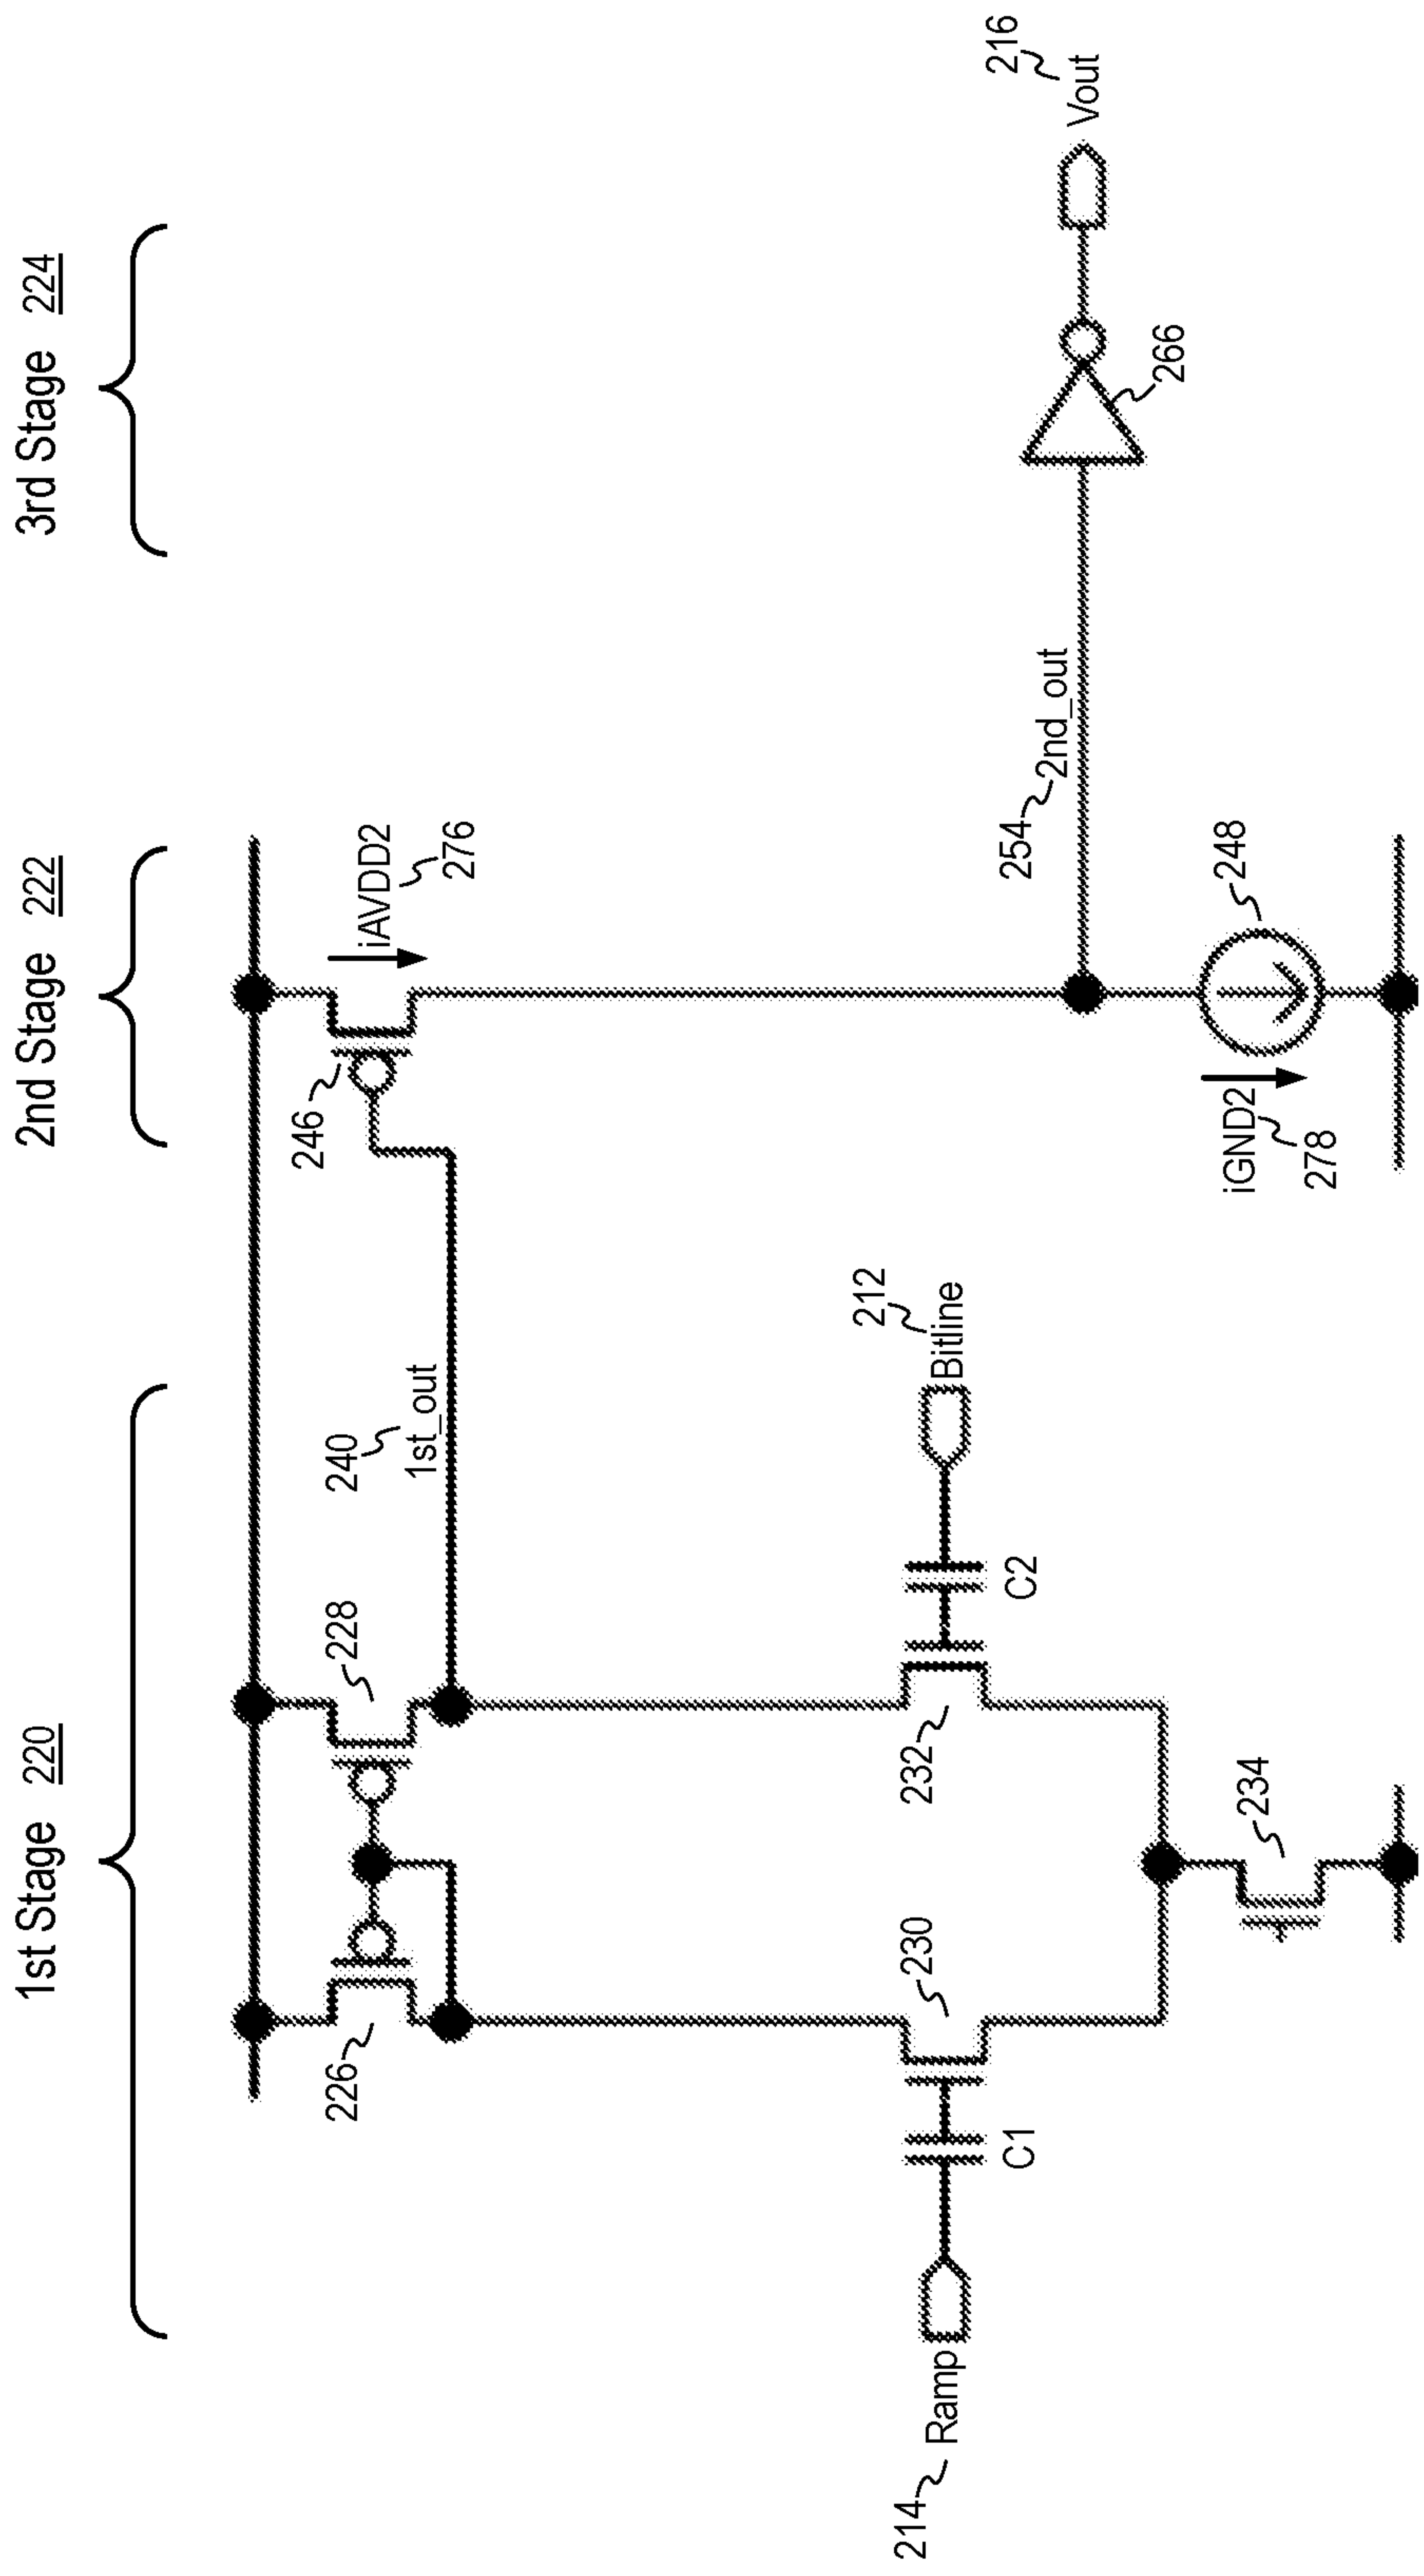 1st Stage 220
2nd Stage 222
3rd Stage 224
226
228
246
iAVDD2
276
240
1st_out
214 Ramp
C1
230
232
C2
212
Bitline
254
2nd_out
266
216
Vout
234
iGND2
278
248